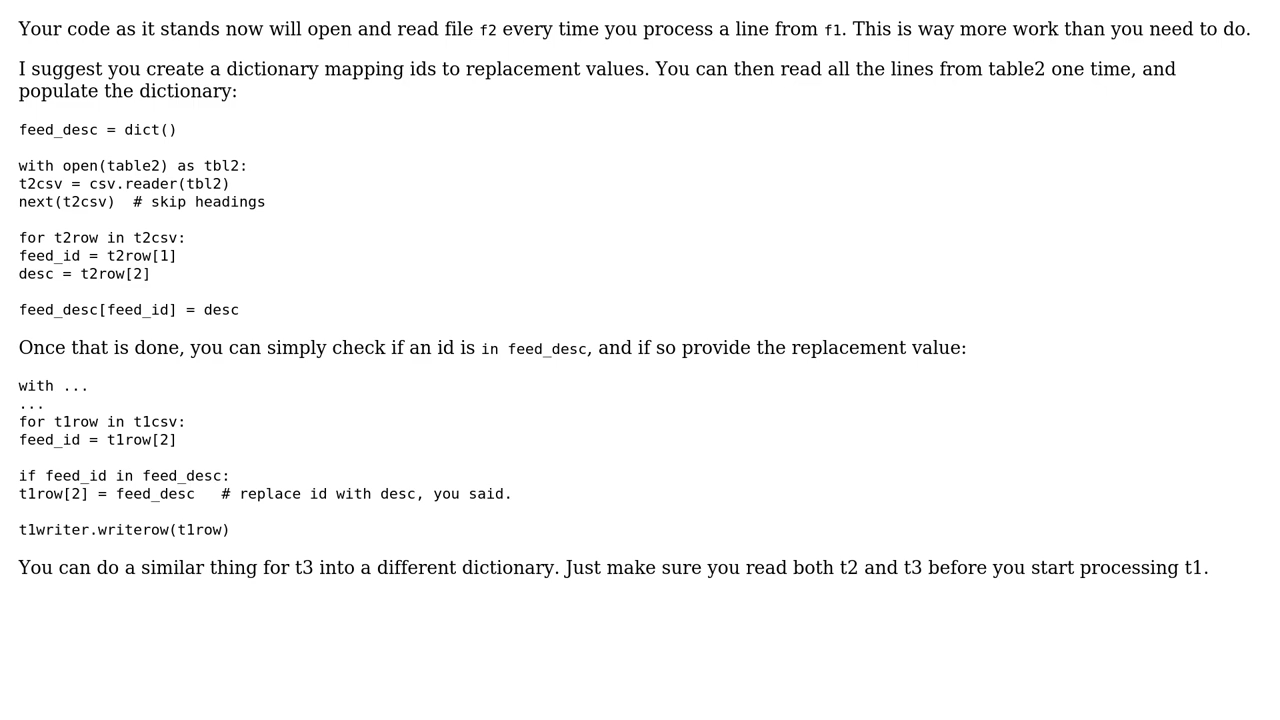 Your code as it stands now will open and read file f2 every time you process a line from f1. This is way more work than you need to do.
I suggest you create a dictionary mapping ids to replacement values. You can then read all the lines from table2 one time, and
populate the dictionary:
feed_desc = dict()
with open(table2) as tbl2:
t2csv = csv.reader(tbl2)
next(t2csv)  # skip headings
for t2row in t2csv:
feed_id = t2row[1]
desc = t2row[2]
feed_desc[feed_id] = desc
Once that is done, you can simply check if an id is in feed_desc, and if so provide the replacement value:
with ...
...
for t1row in t1csv:
feed_id = t1row[2]
if feed_id in feed_desc:
t1row[2] = feed_desc   # replace id with desc, you said.
t1writer.writerow(t1row)
You can do a similar thing for t3 into a different dictionary. Just make sure you read both t2 and t3 before you start processing t1.